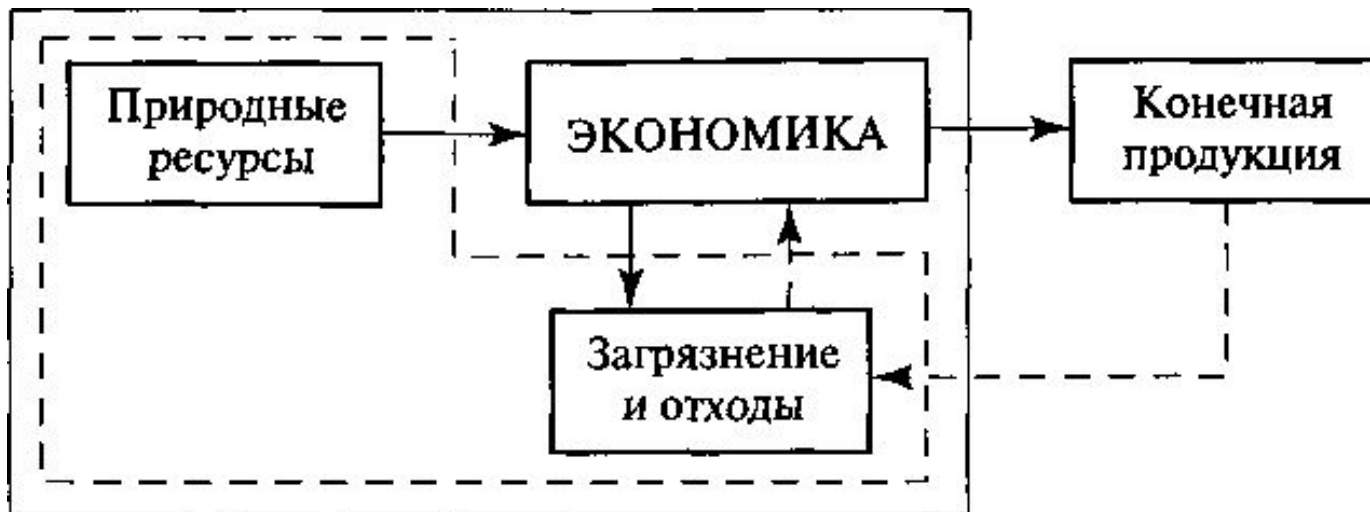 Природные
ресурсы
ЭКОНОМИКА
Конечная
продукция
Загрязнение
и отходы